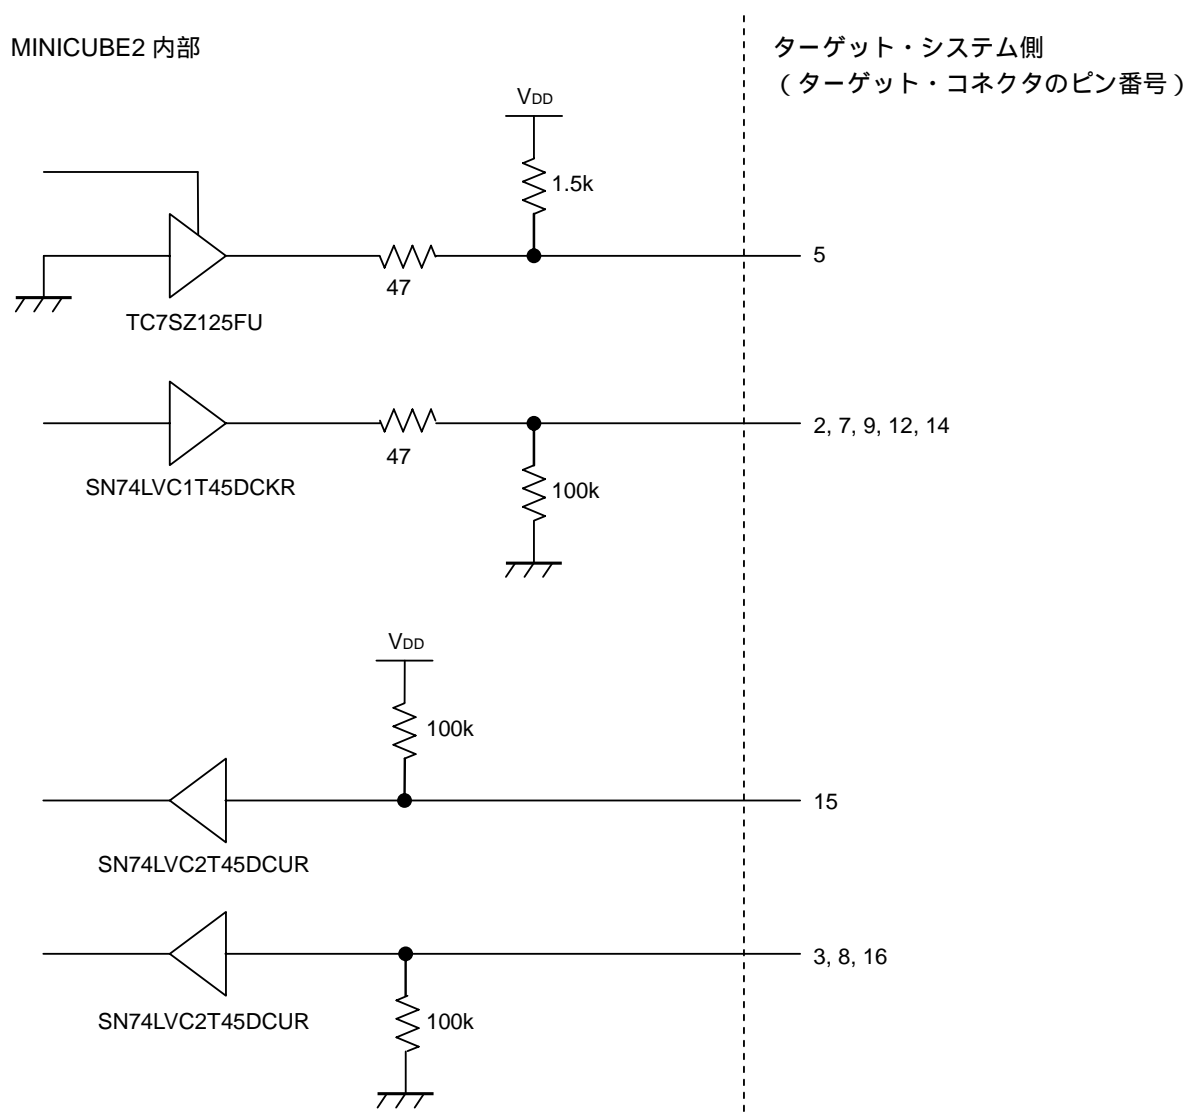 MINICUBE2 内部
ターゲット・システム側
(ターゲット・コネクタのピン番号)
VDD
1.5k
5
47
TC7SZ125FU
2, 7, 9, 12, 14
47
SN74LVC1T45DCKR
100k
VDD
100k
15
SN74LVC2T45DCUR
3, 8, 16
SN74LVC2T45DCUR
100k